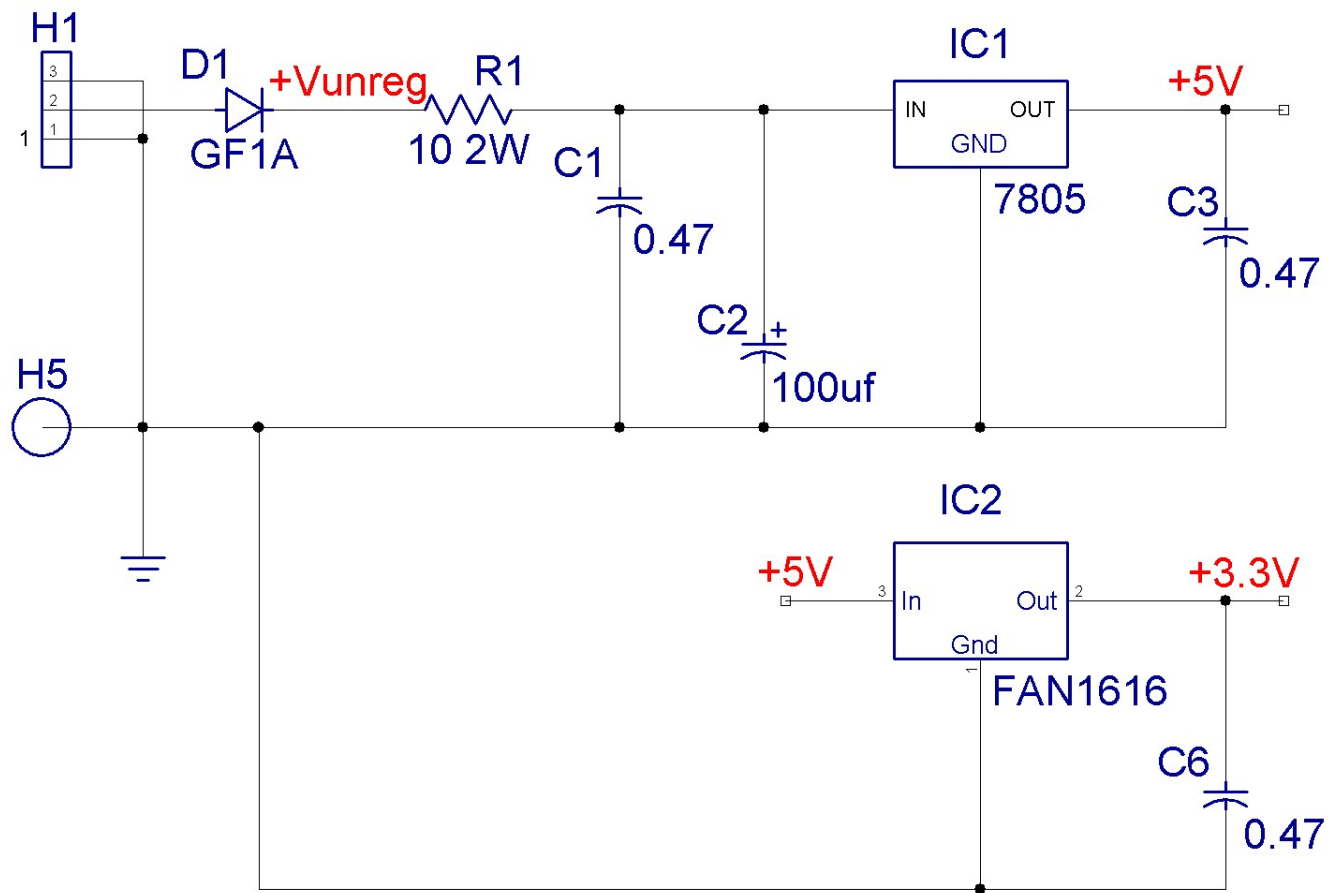 H1
3
2
1
1
D1
GF1A
+Vunreg
R1
10 2W
C1
0.47
C2
+
100uf
IC1
IN
OUT
GND
7805
+5V
C3
0.47
H5
IC2
+5V
3
In
Out
2
Gnd
1
FAN1616
+3.3V
C6
0.47